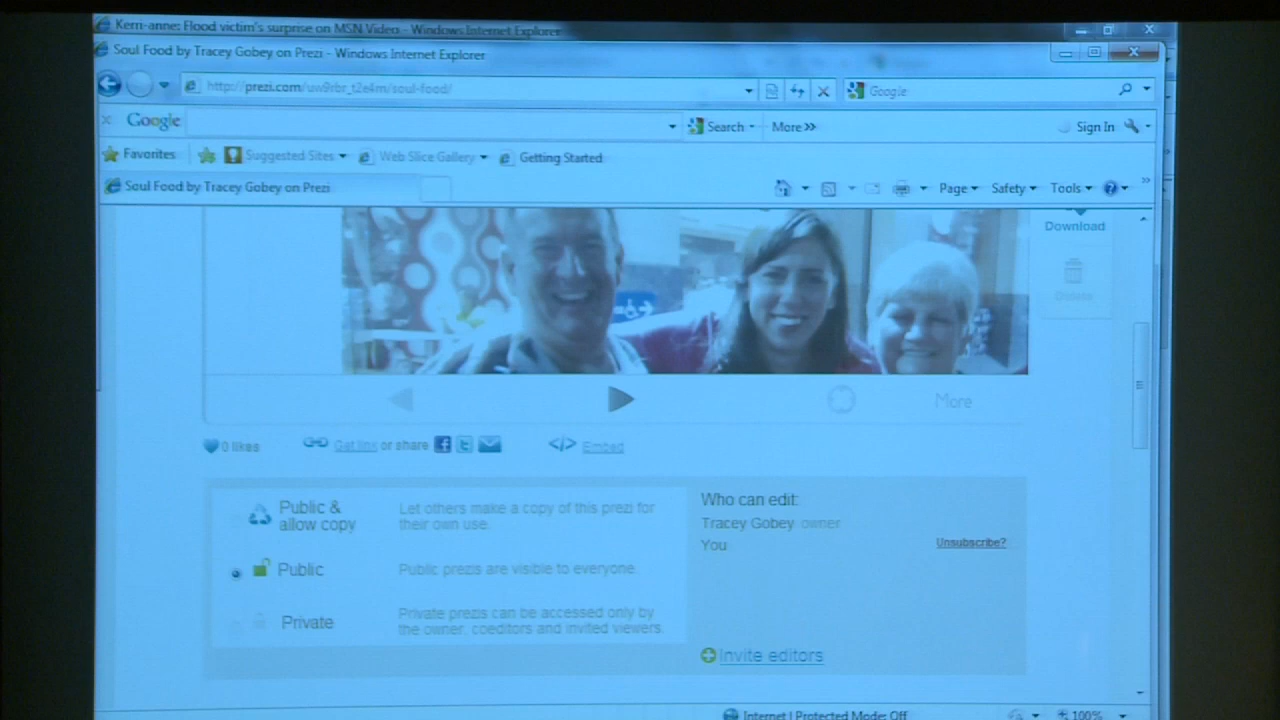 Kerri-anne: Flood victim's surprise on MSN Video - Windows Internet Explorer
Soul Food by Tracey Gobey on Prezi - Windows Internet Explorer
http://prezi.com/uw9rbr_t2e4m/soul-food/
Google
Google
Search
More >>
Sign In
Favorites
Suggested Sites
Web Slice Gallery
Getting Started
Soul Food by Tracey Gobey on Prezi
Page
Safety
Tools
Download
Delete
More
0 likes
Get link or share
Embed
Public &
allow copy
Let others make a copy of this prezi for
their own use.
Public
Public prezis are visible to everyone.
Private
Private prezis can be accessed only by
the owner, coeditors and invited viewers.
Who can edit:
Tracey Gobey owner
You
Unsubscribe?
Invite editors
Internet | Protected Mode: Off
100%